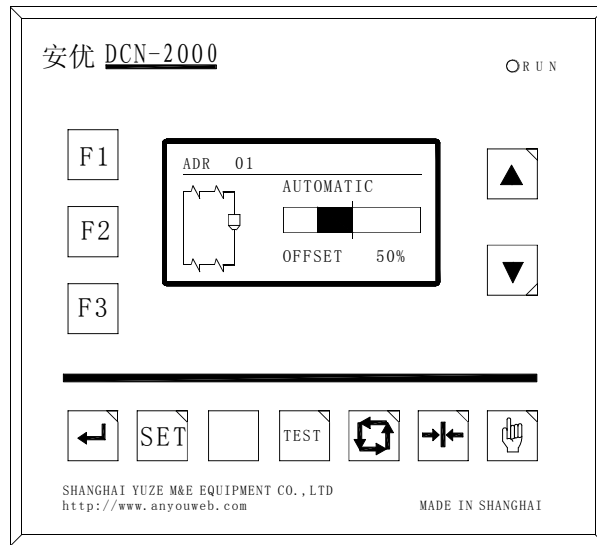 安优 DCN-2000
RUN
F1
F2
F3
ADR 01
AUTOMATIC
OFFSET 50%
SET
TEST
SHANGHAI YUZE M&E EQUIPMENT CO.,LTD
http://www.anyouweb.com
MADE IN SHANGHAI